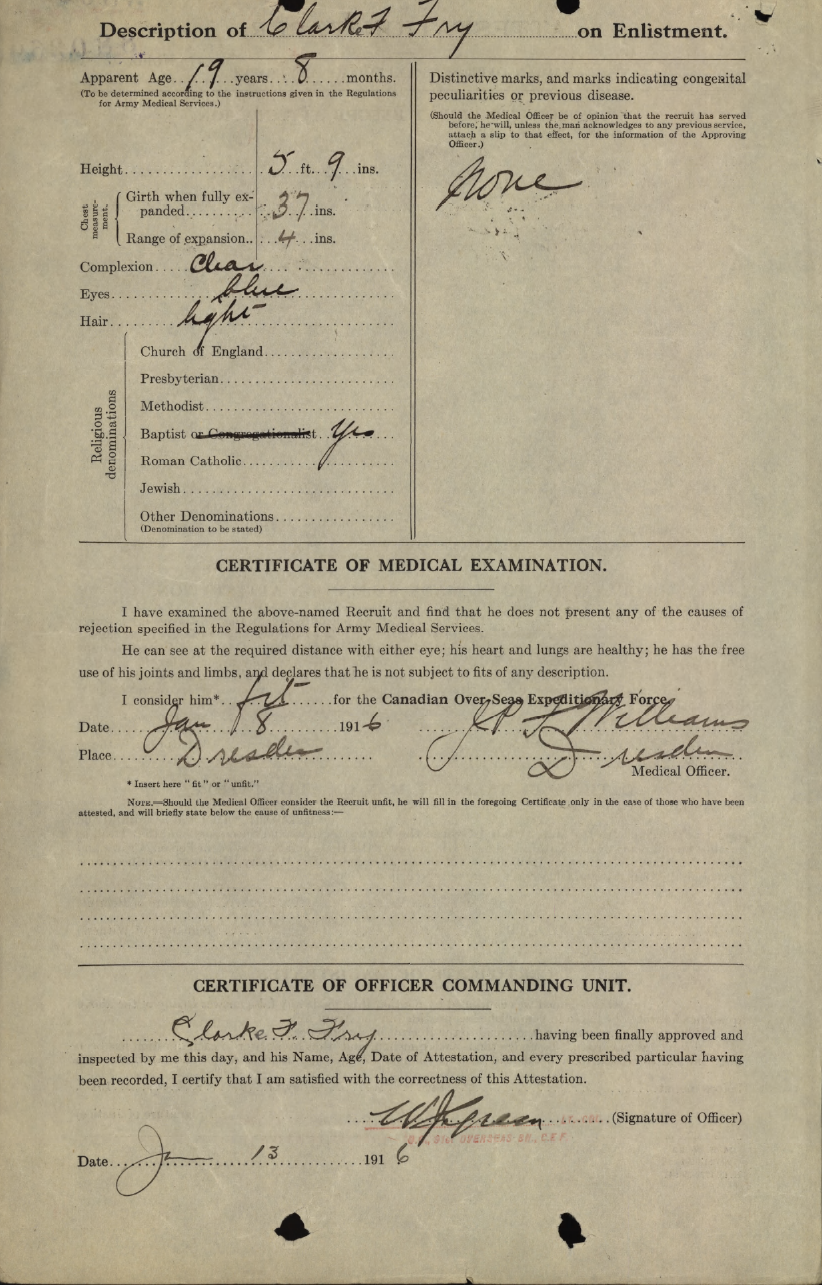 Description of Clarke F Fry on Enlistment.
Apparent Age 19 years 8 months.
(To be determined according to the instructions given in the Regulations
for Army Medical Services.)
Height 5 ft. 9 ins.
Chest measurement.
Girth when fully ex-
panded 37 ins.
Range of expansion 4 ins.
Complexion Clear
Eyes blue
Hair light
Religious denominations
Church of England
Presbyterian
Methodist
Baptist or Congregationalist Yes
Roman Catholic
Jewish
Other Denominations
(Denomination to be stated)
Distinctive marks, and marks indicating congenital
peculiarities or previous disease.
(Should the Medical Officer be of opinion that the recruit has served
before, he will, unless the man acknowledges to any previous service,
attach a slip to that effect, for the information of the Approving
Officer.)
None
CERTIFICATE OF MEDICAL EXAMINATION.
I have examined the above-named Recruit and find that he does not present any of the causes of
rejection specified in the Regulations for Army Medical Services.
He can see at the required distance with either eye; his heart and lungs are healthy; he has the free
use of his joints and limbs, and declares that he is not subject to fits of any description.
I consider him* fit for the Canadian Over-Seas Expeditionary Force.
Date Jan 18 1916 Williams
Place Dresden Dresden
Medical Officer.
* Insert here "fit" or "unfit."
NOTE.—Should the Medical Officer consider the Recruit unfit, he will fill in the foregoing Certificate only in the case of those who have been
attested, and will briefly state below the cause of unfitness:—
CERTIFICATE OF OFFICER COMMANDING UNIT.
Clarke F. Fry having been finally approved and
inspected by me this day, and his Name, Age, Date of Attestation, and every prescribed particular having
been recorded, I certify that I am satisfied with the correctness of this Attestation.
(Signature of Officer)
Date Ja 13 1916